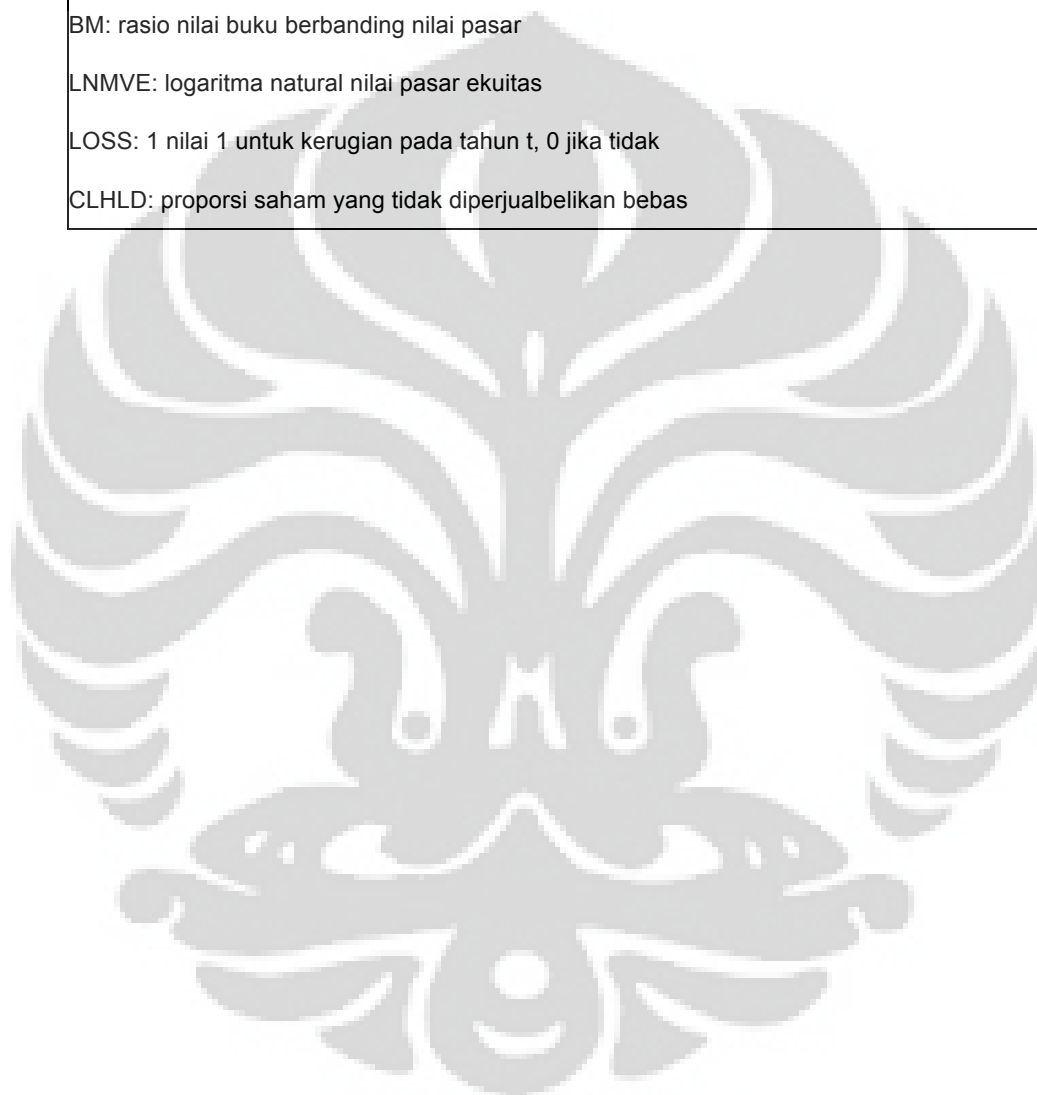 BM: rasio nilai buku berbanding nilai pasar
LNMVE: logaritma natural nilai pasar ekuitas
LOSS: 1 nilai 1 untuk kerugian pada tahun t, 0 jika tidak
CLHLD: proporsi saham yang tidak diperjualbelikan bebas